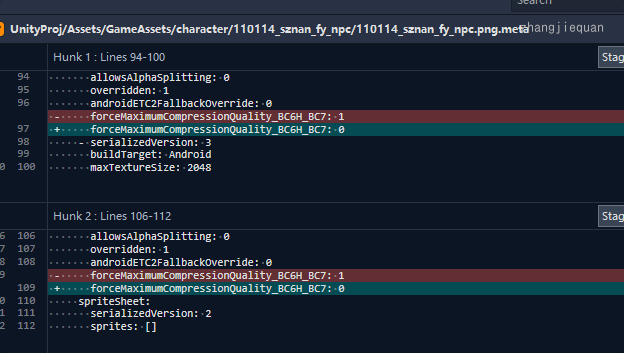 Search
UnityProj/Assets/GameAssets/character/110114_sznan_fy_npc/110114_sznan_fy_npc.png.meta
zhangjiequan
Hunk 1 : Lines 94-100
Stag
94 allowsAlphaSplitting: 0
95 overridden: 1
96 androidETC2FallbackOverride: 0
- forceMaximumCompressionQuality_BC6H_BC7: 1
97 + forceMaximumCompressionQuality_BC6H_BC7: 0
98 - serializedVersion: 3
99 buildTarget: Android
0 100 maxTextureSize: 2048
Hunk 2 : Lines 106-112
Stag
6 106 allowsAlphaSplitting: 0
7 107 overridden: 1
8 108 androidETC2FallbackOverride: 0
9 - forceMaximumCompressionQuality_BC6H_BC7: 1
109 + forceMaximumCompressionQuality_BC6H_BC7: 0
0 110 spriteSheet:
1 111 serializedVersion: 2
2 112 sprites: []